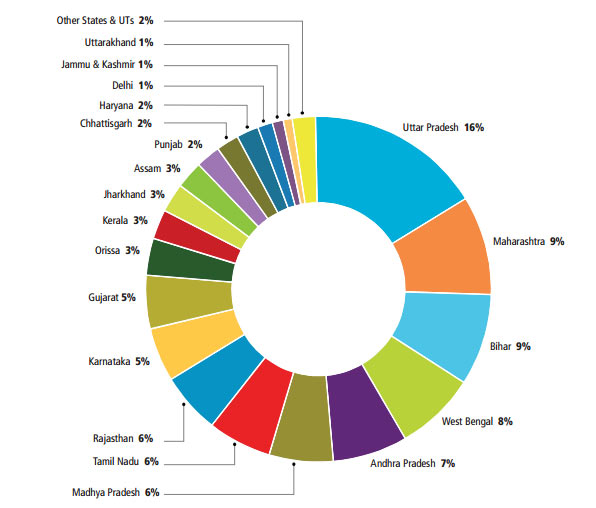 Other States & UTs 2%
Uttarakhand 1%
Jammu & Kashmir 1%
Delhi 1%
Haryana 2%
Chhattisgarh 2%
Punjab 2%
Assam 3%
Jharkhand 3%
Kerala 3%
Orissa 3%
Gujarat 5%
Karnataka 5%
Rajasthan 6%
Tamil Nadu 6%
Madhya Pradesh 6%
Uttar Pradesh 16%
Maharashtra 9%
Bihar 9%
West Bengal 8%
Andhra Pradesh 7%